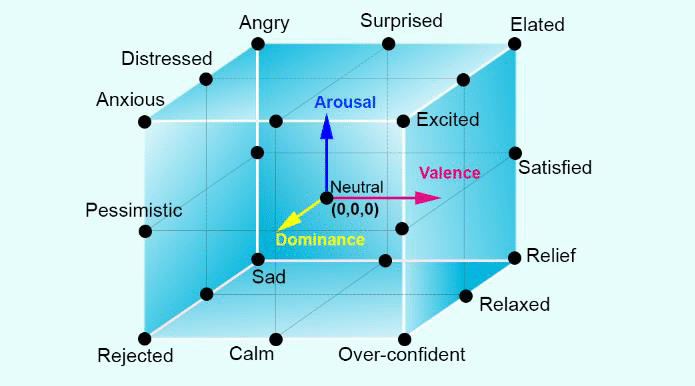 Angry
Surprised
Elated
Distressed
Anxious
Arousal
Excited
Valence
Satisfied
Neutral
(0,0,0)
Pessimistic
Dominance
Relief
Sad
Relaxed
Rejected
Calm
Over-confident